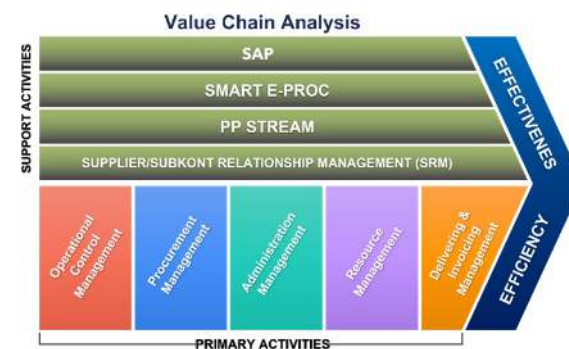 Value Chain Analysis
SUPPORT ACTIVITIES
SAP
SMART E-PROC
PP STREAM
SUPPLIER/SUBKONT RELATIONSHIP MANAGEMENT (SRM)
EFFECTIVENES
Operational
Control
Management
Procurement
Management
Administration
Management
Resource
Management
Delivering &
Invoicing
Management
EFFICIENCY
PRIMARY ACTIVITIES